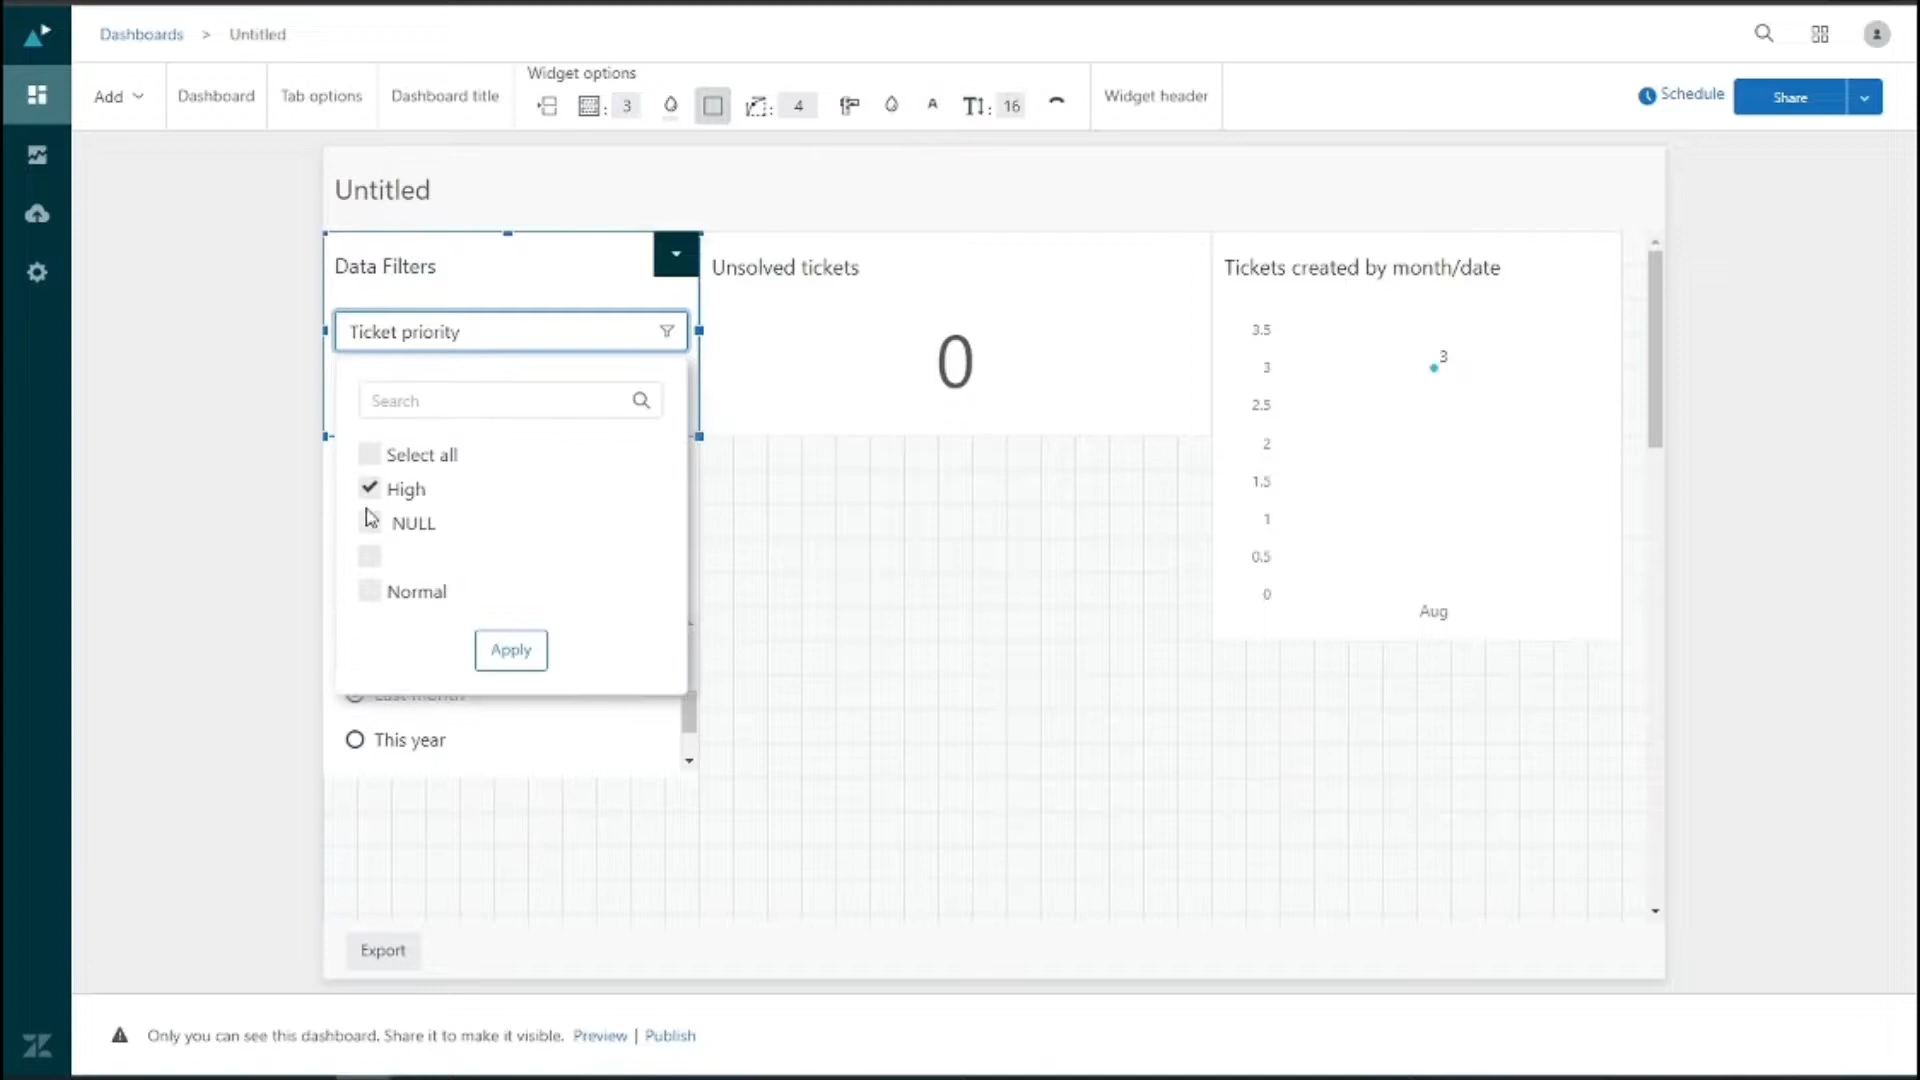 Dashboards > Untitled
Add
Dashboard
Tab options
Dashboard title
Widget options
3
4
A
16
Widget header
Schedule
Share
Untitled
Data Filters
Ticket priority
Search
Select all
High
NULL
Normal
Apply
Last month
This year
Unsolved tickets
0
Tickets created by month/date
3.5
3
2.5
2
1.5
1
0.5
0
3
Aug
Export
Only you can see this dashboard. Share it to make it visible. Preview | Publish